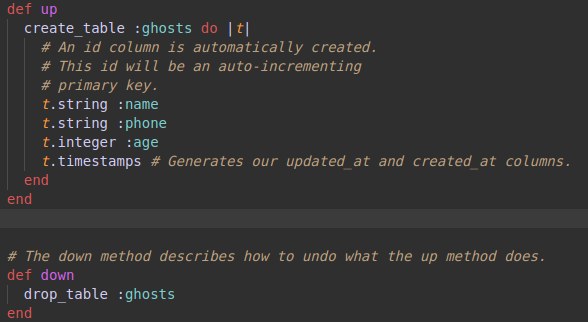 def up
  create_table :ghosts do |t|
    # An id column is automatically created.
    # This id will be an auto-incrementing
    # primary key.
    t.string :name
    t.string :phone
    t.integer :age
    t.timestamps # Generates our updated_at and created_at columns.
  end
end
# The down method describes how to undo what the up method does.
def down
  drop_table :ghosts
end